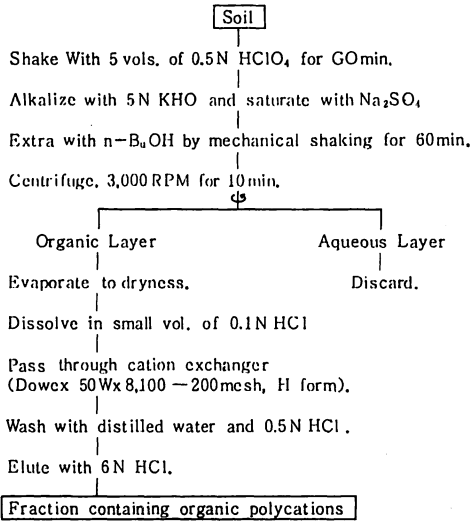 Soil
Shake With 5 vols. of 0.5N HClO₄ for GOmin.
Alkalize with 5N KHO and saturate with Na₂SO₄
Extra with n-BuOH by mechanical shaking for 60min.
Centrifuge. 3,000 RPM for 10min.
Organic Layer
Aqueous Layer
Evaporate to dryness.
Discard.
Dissolve in small vol. of 0.1N HCl
Pass through cation exchanger
(Dowex 50Wx8,100-200mesh, H form).
Wash with distilled water and 0.5N HCl.
Elute with 6N HCl.
Fraction containing organic polycations